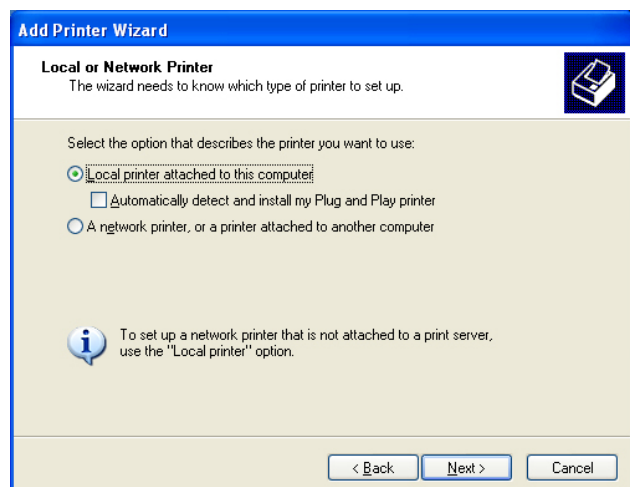 Add Printer Wizard
Local or Network Printer
The wizard needs to know which type of printer to set up.
Select the option that describes the printer you want to use:
Local printer attached to this computer
Automatically detect and install my Plug and Play printer
A network printer, or a printer attached to another computer
To set up a network printer that is not attached to a print server,
use the "Local printer" option.
< Back Next > Cancel